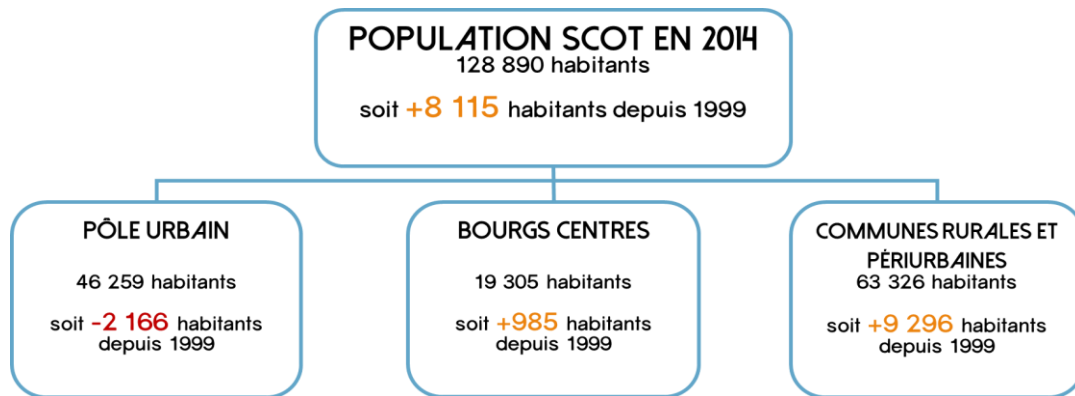 POPULATION SCOT EN 2014
128 890 habitants
soit +8 115 habitants depuis 1999
PÔLE URBAIN
46 259 habitants
soit -2 166 habitants
depuis 1999
BOURGS CENTRES
19 305 habitants
soit +985 habitants
depuis 1999
COMMUNES RURALES ET
PÉRIURBAINES
63 326 habitants
soit +9 296 habitants
depuis 1999